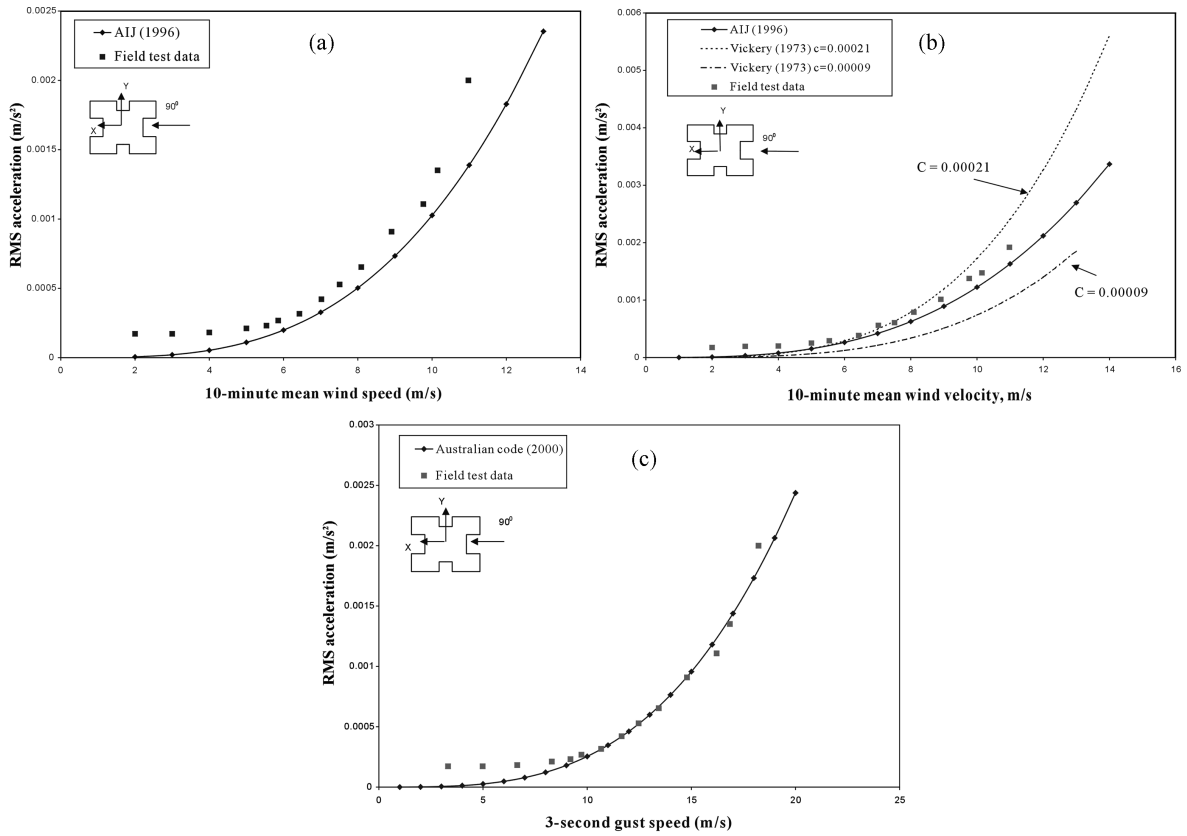 AIJ (1996)
Field test data
(a)
Y
X
90⁰
0.0025
0.002
0.0015
0.001
0.0005
0
0 2 4 6 8 10 12 14
RMS acceleration (m/s²)
10-minute mean wind speed (m/s)
AIJ (1996)
Vickery (1973) c=0.00021
Vickery (1973) c=0.00009
Field test data
(b)
Y
X
90⁰
C = 0.00021
C = 0.00009
0.006
0.005
0.004
0.003
0.002
0.001
0
0 2 4 6 8 10 12 14 16
RMS acceleration (m/s²)
10-minute mean wind velocity, m/s
Australian code (2000)
Field test data
(c)
Y
X
90⁰
0.003
0.0025
0.002
0.0015
0.001
0.0005
0
0 5 10 15 20 25
RMS acceleration (m/s²)
3-second gust speed (m/s)